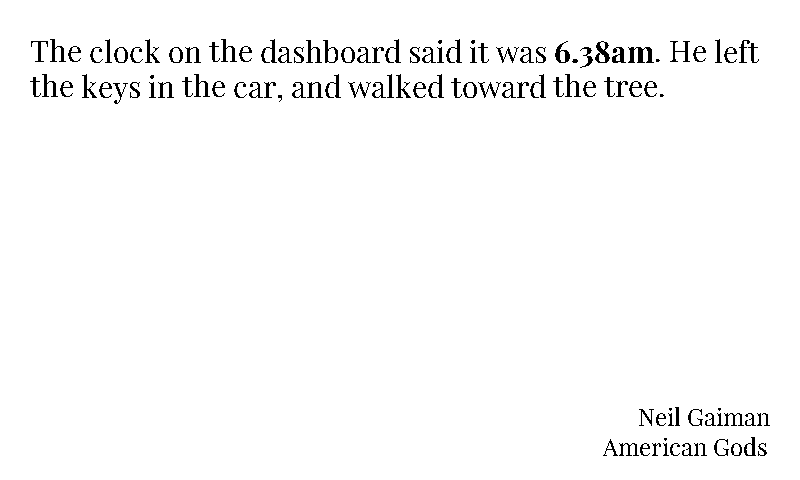 The clock on the dashboard said it was 6.38am. He left
the keys in the car, and walked toward the tree.
Neil Gaiman
American Gods